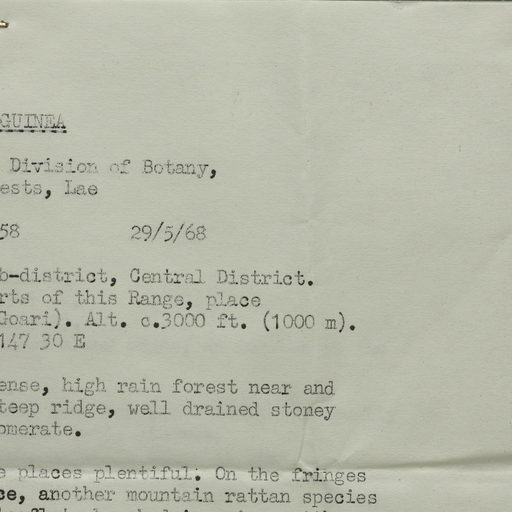 GUINEA
Division of Botany,
ests, Lae
58 29/5/68
b-district, Central District.
rts of this Range, place
Goari). Alt. c.3000 ft. (1000 m).
147 30 E
ense, high rain forest near and
teep ridge, well drained stoney
omerate.
e places plentiful. On the fringes
ce, another mountain rattan species